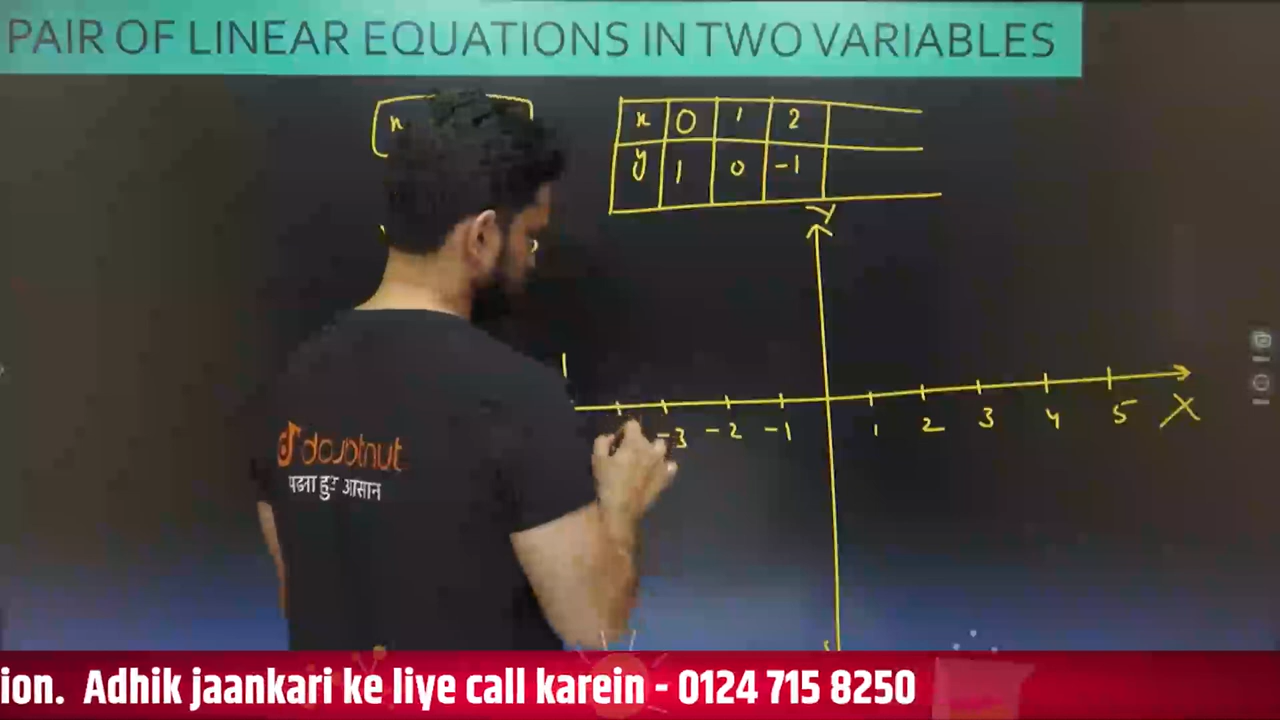 PAIR OF LINEAR EQUATIONS IN TWO VARIABLES
x
x 0 1 2
y 1 0 -1
y
-3 -2 -1 1 2 3 4 5 X
doubtnut
पढना हुआ आसान
ion. Adhik jaankari ke liye call karein - 0124 715 8250